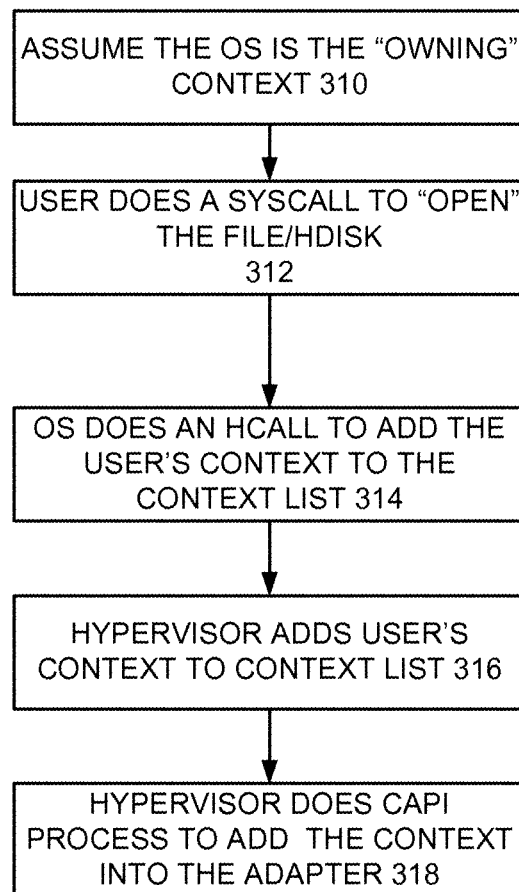 ASSUME THE OS IS THE “OWNING”
CONTEXT 310
USER DOES A SYSCALL TO “OPEN”
THE FILE/HDISK
312
OS DOES AN HCALL TO ADD THE
USER'S CONTEXT TO THE
CONTEXT LIST 314
HYPERVISOR ADDS USER'S
CONTEXT TO CONTEXT LIST 316
HYPERVISOR DOES CAPI
PROCESS TO ADD THE CONTEXT
INTO THE ADAPTER 318